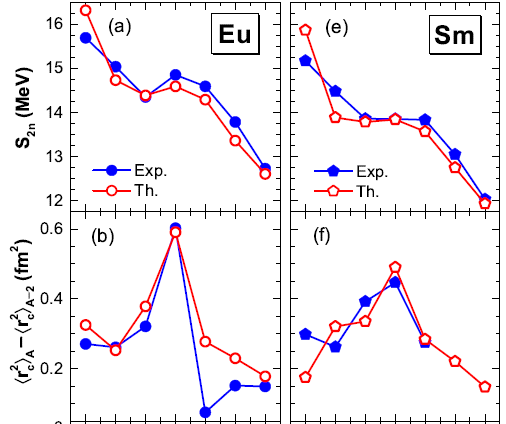 (a) Eu
(e) Sm
S₂ₙ (MeV)
16
15
14
13
12
Exp.
Th.
Exp.
Th.
(b)
(f)
⟨r²c⟩A − ⟨r²c⟩A−2 (fm²)
0.6
0.4
0.2